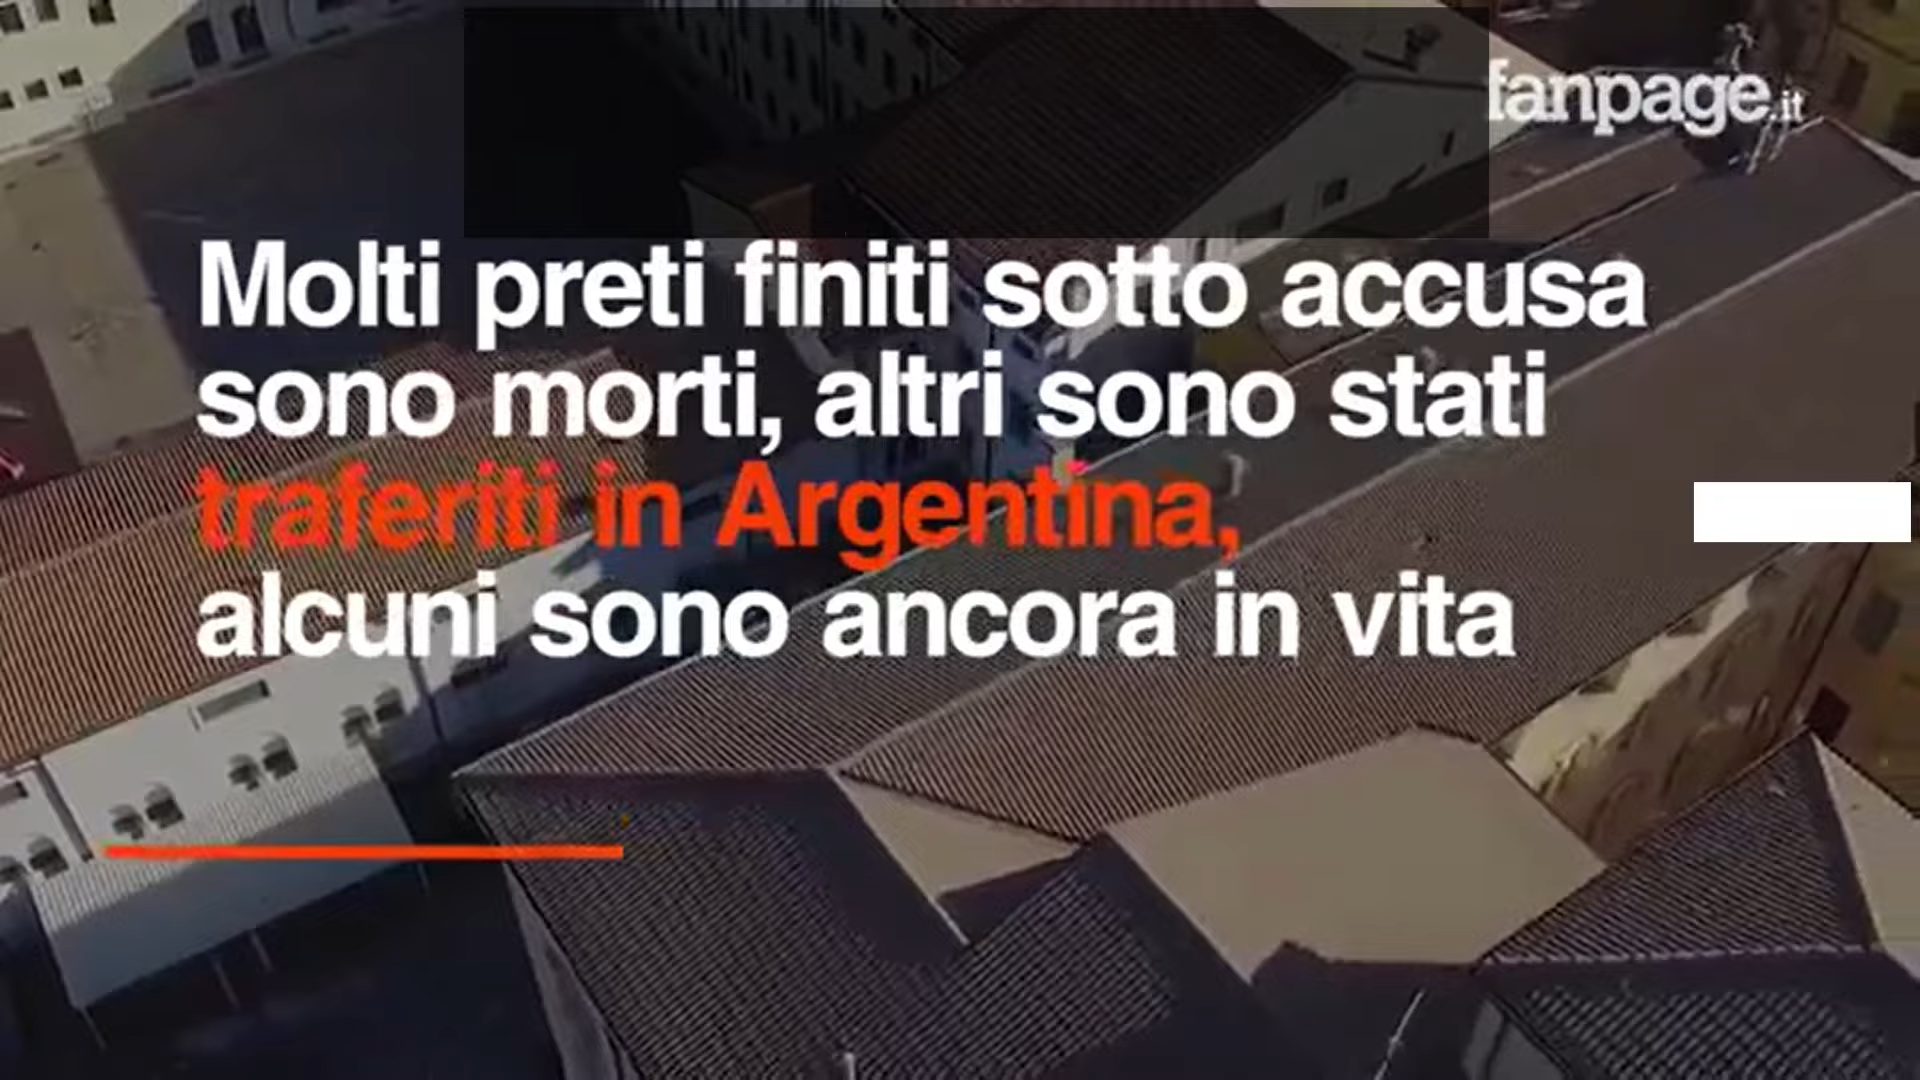 fanpage.it
Molti preti finiti sotto accusa
sono morti, altri sono stati
traferiti in Argentina,
alcuni sono ancora in vita